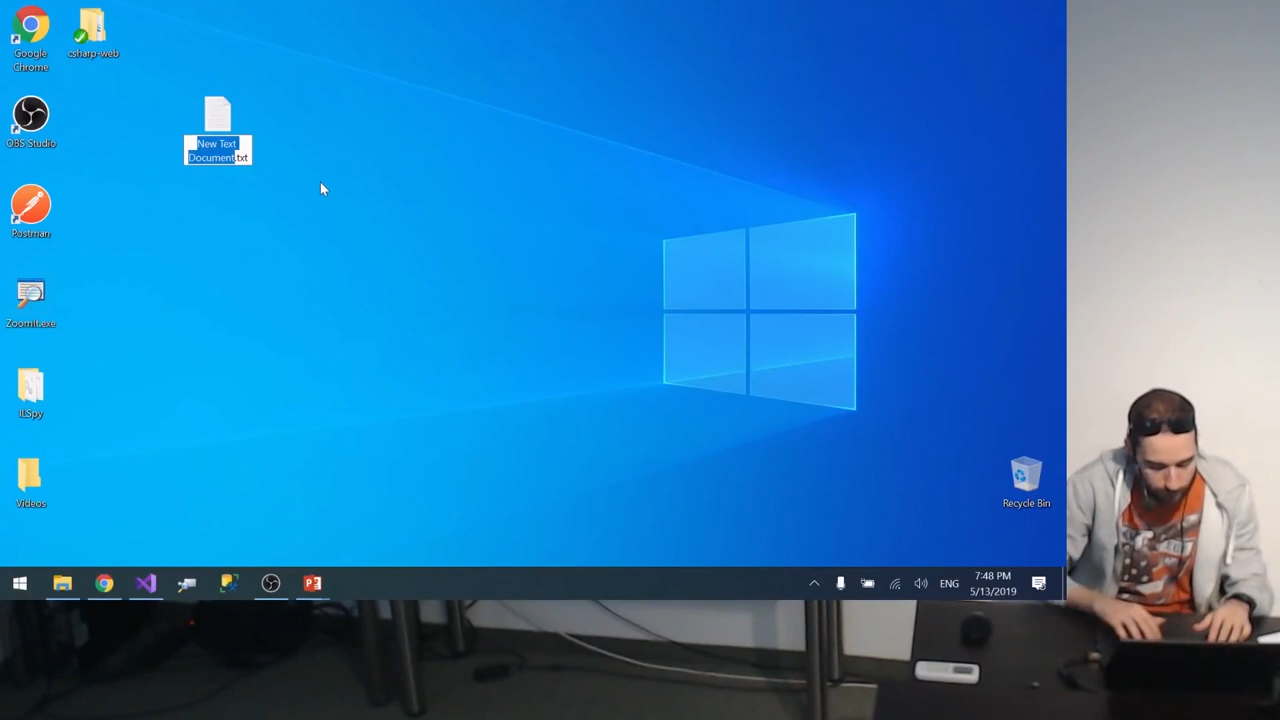 Google
Chrome
csharp-web
OBS Studio
New Text
Document.txt
Postman
ZoomIt.exe
ILSpy
Videos
Recycle Bin
ENG
7:48 PM
5/13/2019